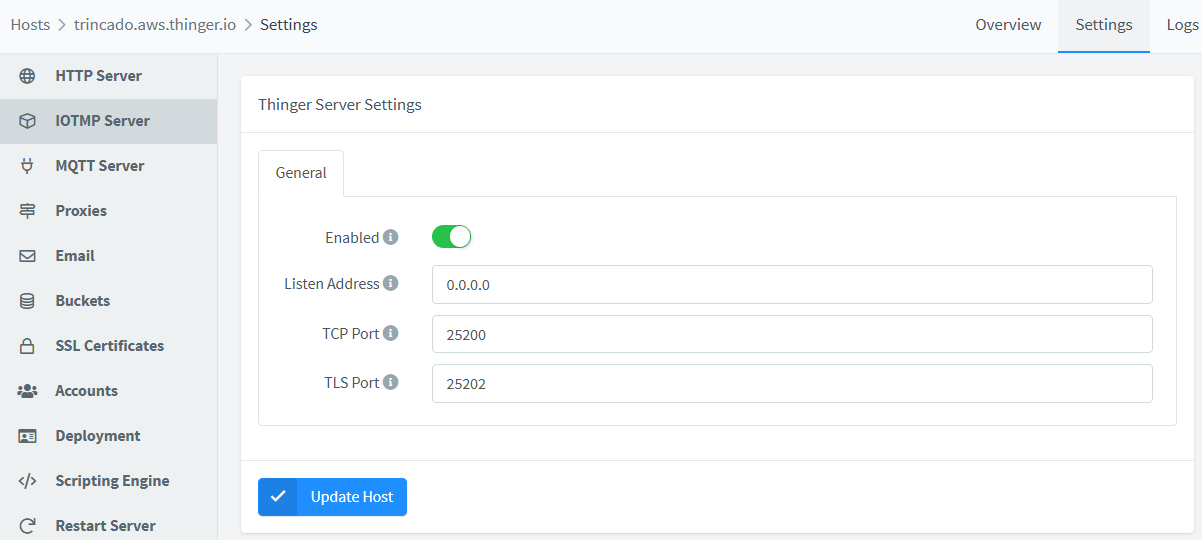 Hosts > trincado.aws.thinger.io > Settings
Overview
Settings
Logs
HTTP Server
IOTMP Server
MQTT Server
Proxies
Email
Buckets
SSL Certificates
Accounts
Deployment
Scripting Engine
Restart Server
Thinger Server Settings
General
Enabled
Listen Address
0.0.0.0
TCP Port
25200
TLS Port
25202
Update Host